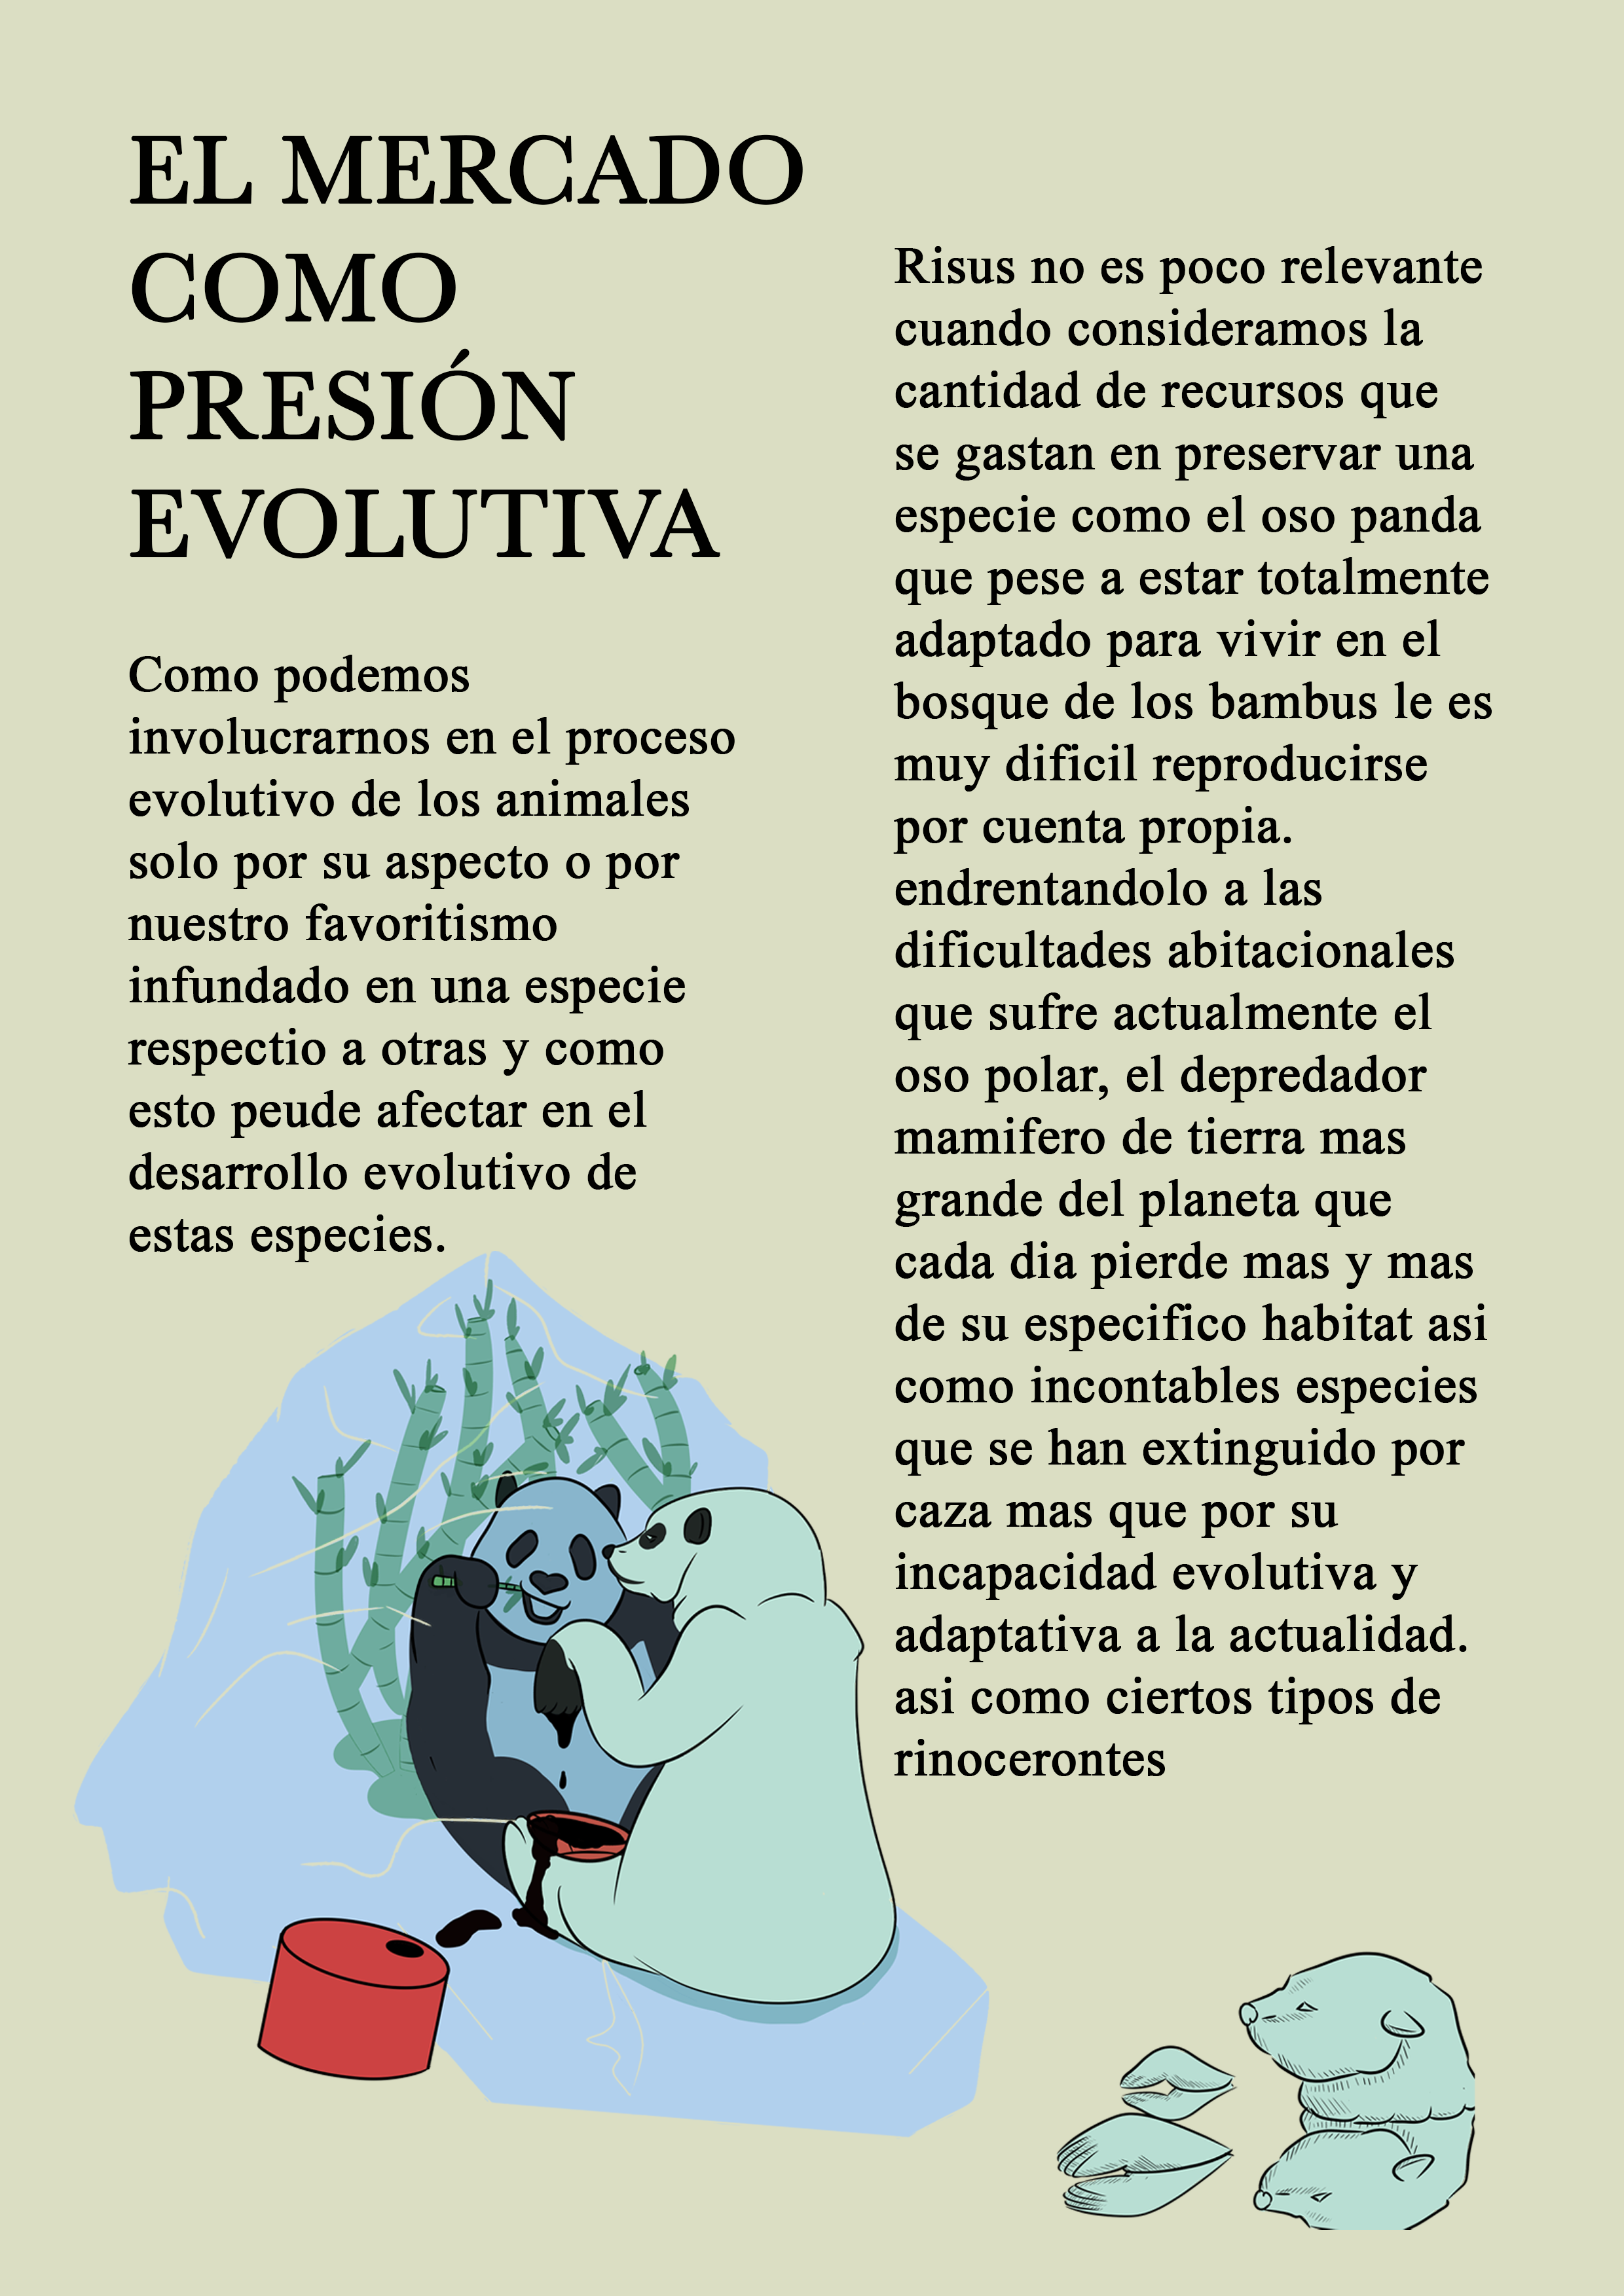 EL MERCADO
COMO
PRESIÓN
EVOLUTIVA
Como podemos
involucrarnos en el proceso
evolutivo de los animales
solo por su aspecto o por
nuestro favoritismo
infundado en una especie
respectio a otras y como
esto peude afectar en el
desarrollo evolutivo de
estas especies.
Risus no es poco relevante
cuando consideramos la
cantidad de recursos que
se gastan en preservar una
especie como el oso panda
que pese a estar totalmente
adaptado para vivir en el
bosque de los bambus le es
muy dificil reproducirse
por cuenta propia.
endrentandolo a las
dificultades abitacionales
que sufre actualmente el
oso polar, el depredador
mamifero de tierra mas
grande del planeta que
cada dia pierde mas y mas
de su especifico habitat asi
como incontables especies
que se han extinguido por
caza mas que por su
incapacidad evolutiva y
adaptativa a la actualidad.
asi como ciertos tipos de
rinocerontes